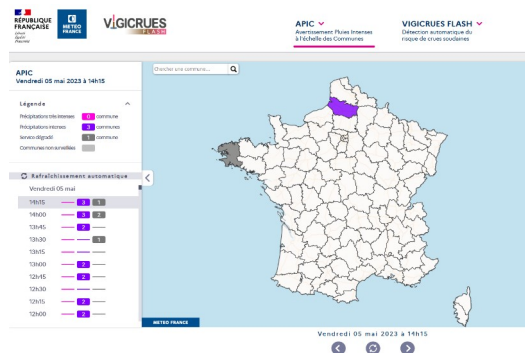 RÉPUBLIQUE
FRANÇAISE
Liberté
Égalité
Fraternité
METEO
FRANCE
VIGICRUES
FLASH
APIC
Avertissement Pluies Intenses
à l'échelle des Communes
VIGICRUES FLASH
Détection automatique du
risque de crues soudaines
APIC
Vendredi 05 mai 2023 à 14h15
Chercher une commune...
Légende
Précipitations très intenses 0 commune
Précipitations intenses 3 communes
Service dégradé 1 commune
Communes non surveillées
Rafraîchissement automatique
Vendredi 05 mai
14h15 — 3 1
14h00 — 3 2
13h45 — 2 —
13h30 — — 1
13h15 — — —
13h00 — 2 —
12h45 — 2 —
12h30 — — —
12h15 — 2 —
12h00 — 2 —
METEO FRANCE
Vendredi 05 mai 2023 à 14h15